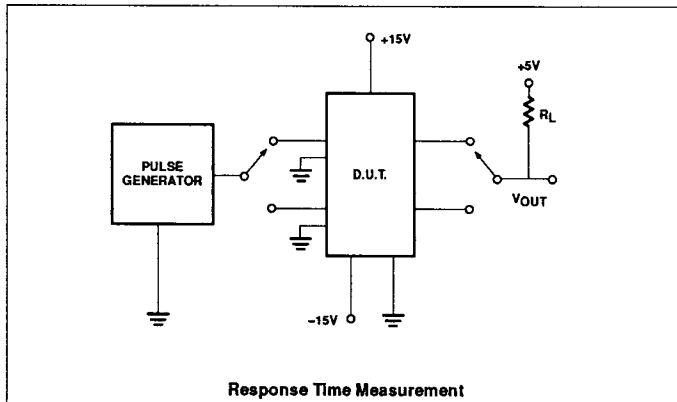 +15V
+5V
RL
PULSE
GENERATOR
D.U.T.
VOUT
–15V
Response Time Measurement